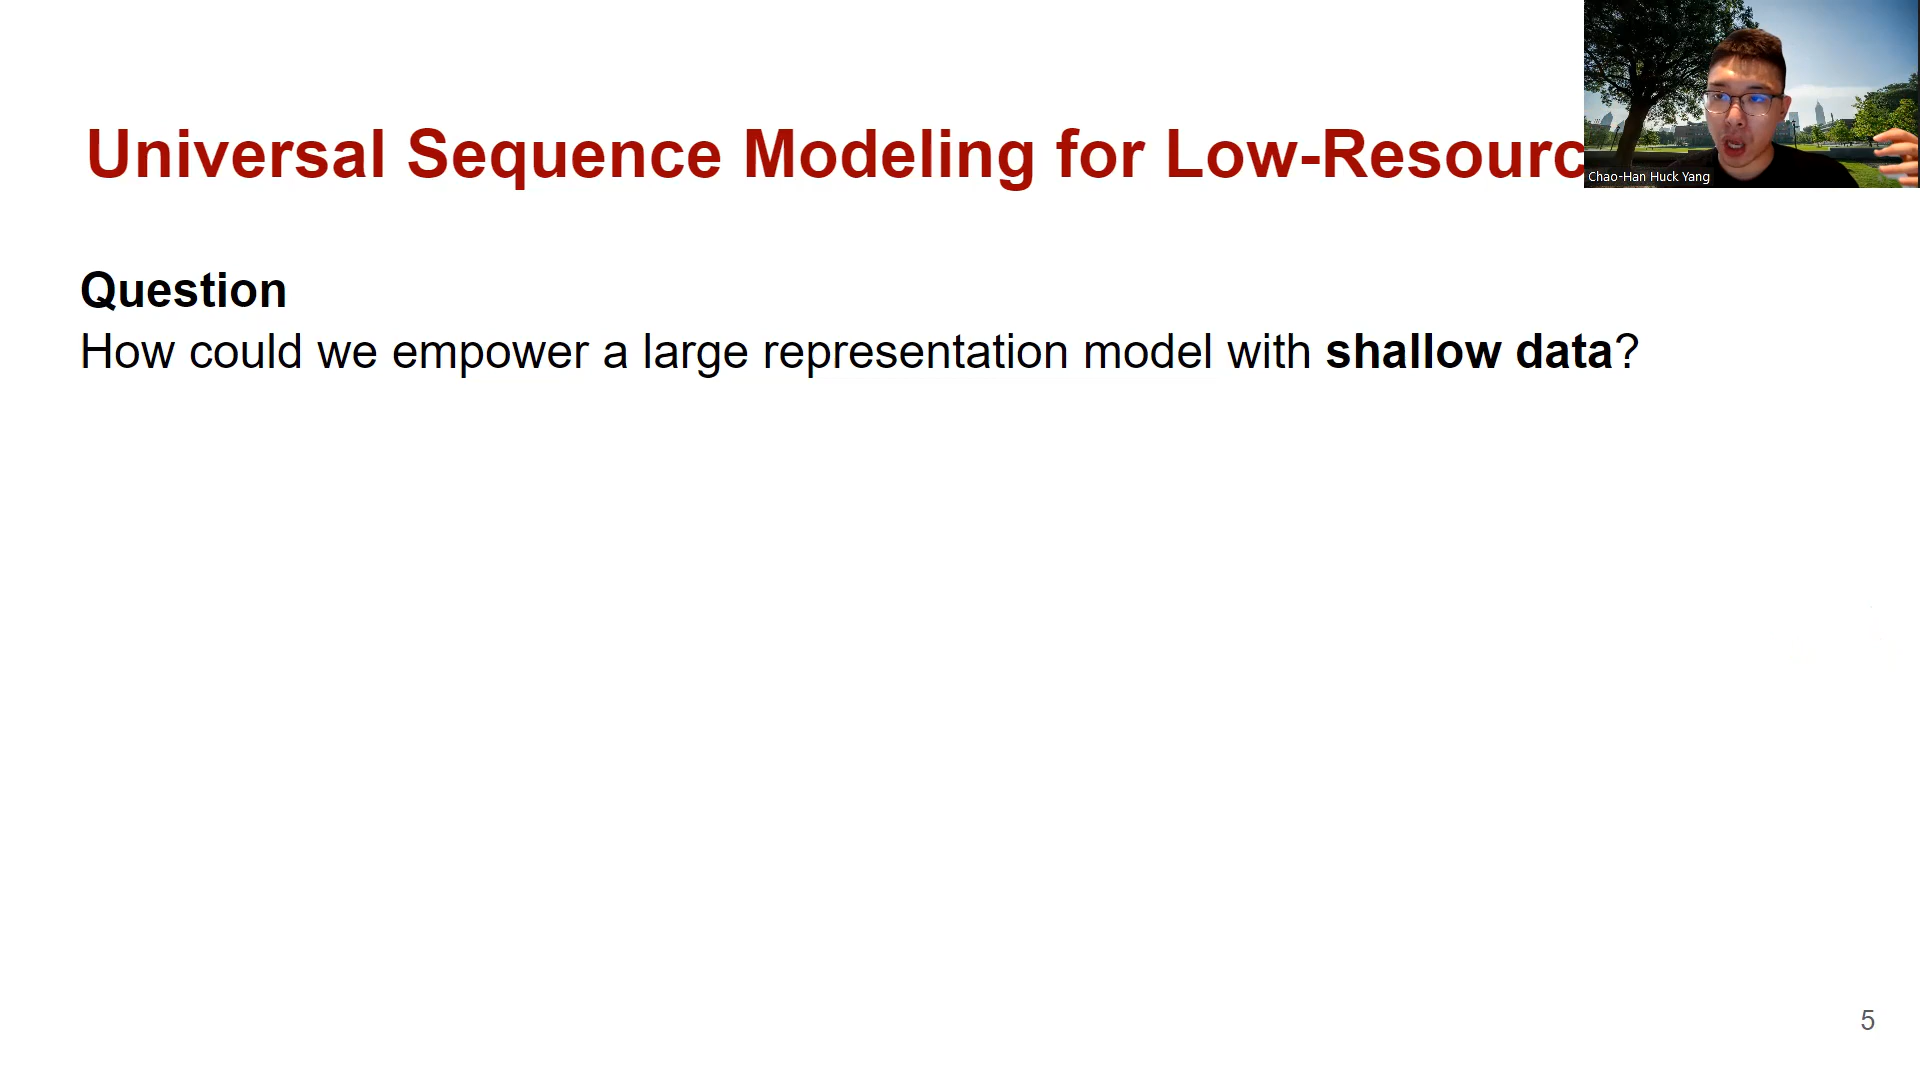 Universal Sequence Modeling for Low-Resourc
Chao-Han Huck Yang
Question
How could we empower a large representation model with shallow data?
5